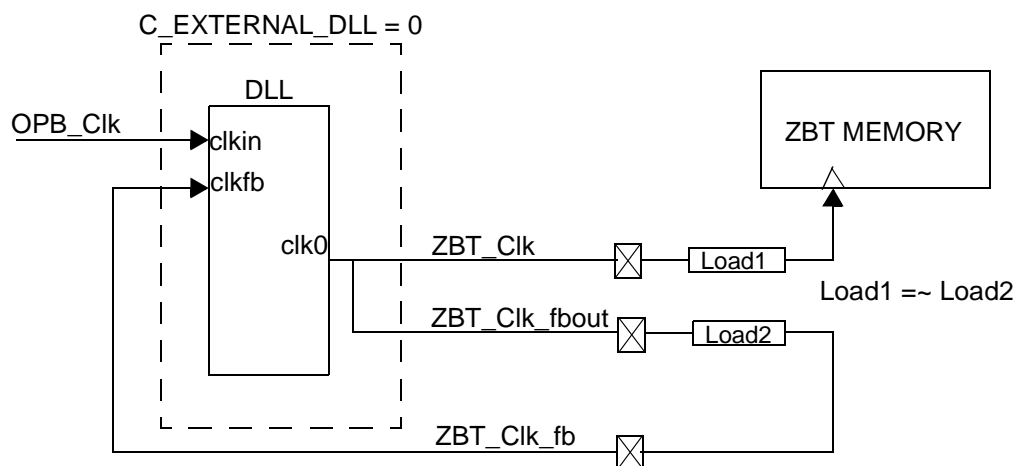 C_EXTERNAL_DLL = 0
DLL
OPB_Clk
clkin
clkfb
clk0
ZBT MEMORY
ZBT_Clk
Load1
Load1 =~ Load2
ZBT_Clk_fbout
Load2
ZBT_Clk_fb